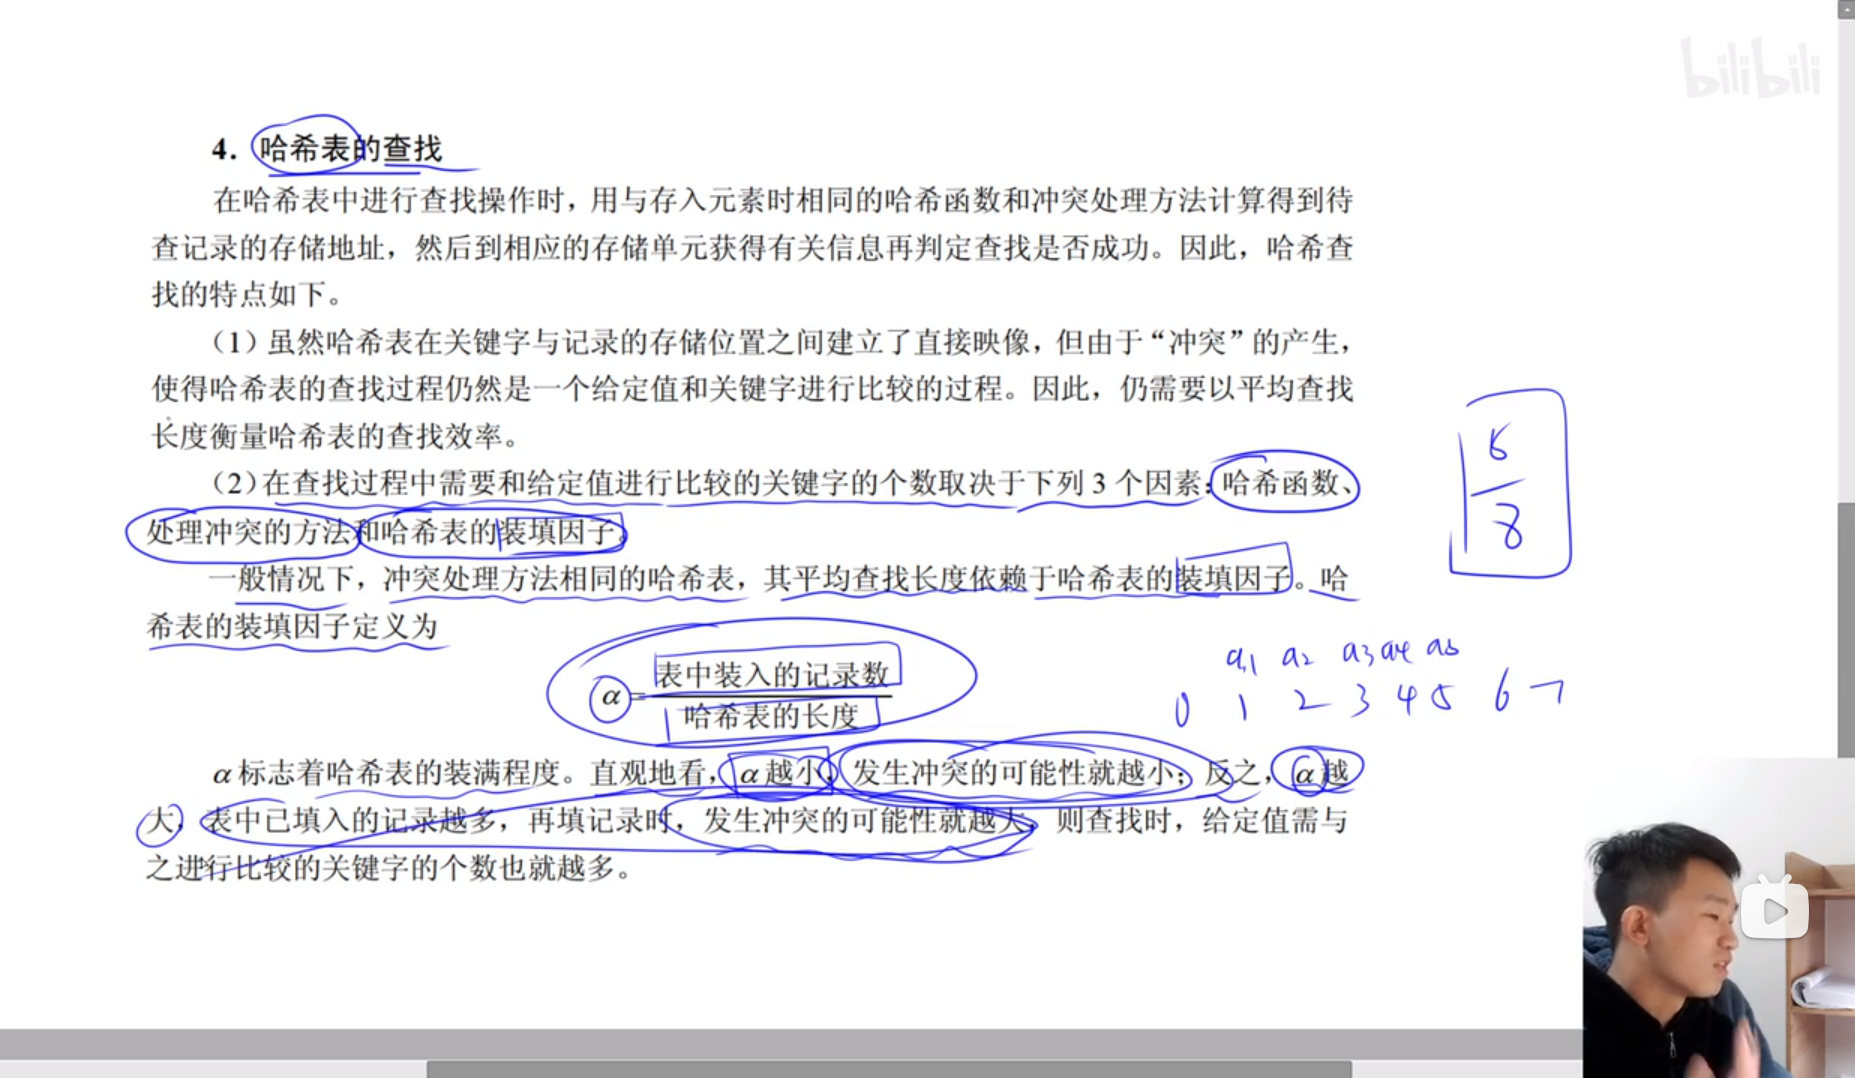 bilibili
4. 哈希表的查找
在哈希表中进行查找操作时，用与存入元素时相同的哈希函数和冲突处理方法计算得到待
查记录的存储地址，然后到相应的存储单元获得有关信息再判定查找是否成功。因此，哈希查
找的特点如下。
（1）虽然哈希表在关键字与记录的存储位置之间建立了直接映像，但由于“冲突”的产生，
使得哈希表的查找过程仍然是一个给定值和关键字进行比较的过程。因此，仍需要以平均查找
长度衡量哈希表的查找效率。
（2）在查找过程中需要和给定值进行比较的关键字的个数取决于下列 3 个因素：哈希函数、
处理冲突的方法和哈希表的装填因子。
一般情况下，冲突处理方法相同的哈希表，其平均查找长度依赖于哈希表的装填因子。哈
希表的装填因子定义为
表中装入的记录数
α=
哈希表的长度
α 标志着哈希表的装满程度。直观地看，α 越小，发生冲突的可能性就越小；反之，α 越
大，表中已填入的记录越多，再填记录时，发生冲突的可能性就越大，则查找时，给定值需与
之进行比较的关键字的个数也就越多。
5
8
a1 a2 a3 a4 a5
0 1 2 3 4 5 6 7